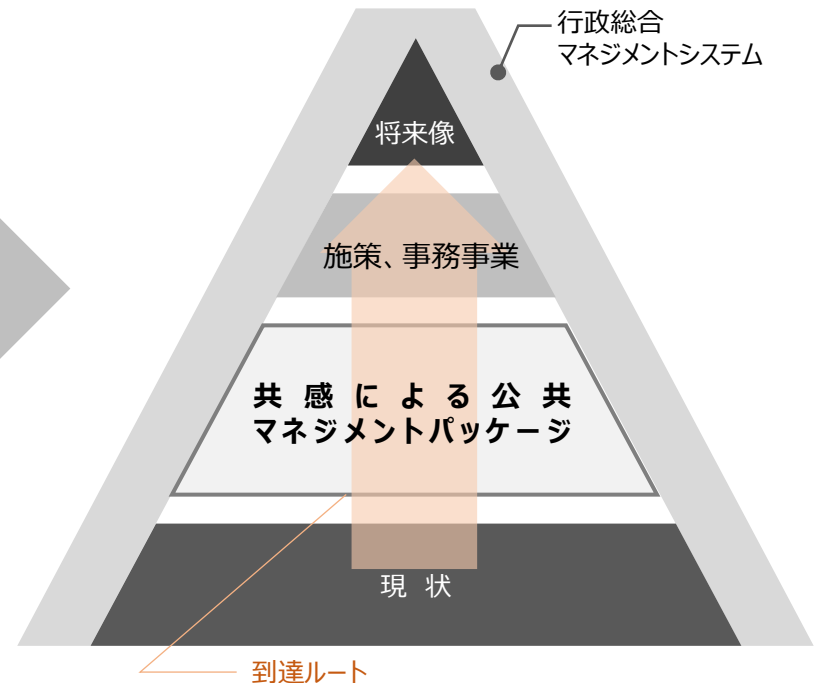 行政総合
マネジメントシステム
将来像
施策、事務事業
共感による公共
マネジメントパッケージ
現状
到達ルート